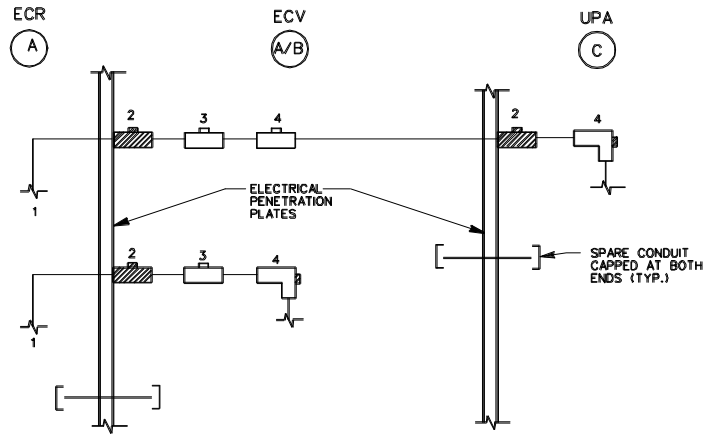 ECR
ECV
UPA
A
A/B
C
2
3
4
2
4
1
ELECTRICAL
PENETRATION
PLATES
SPARE CONDUIT
CAPPED AT BOTH
ENDS (TYP.)
2
3
4
1